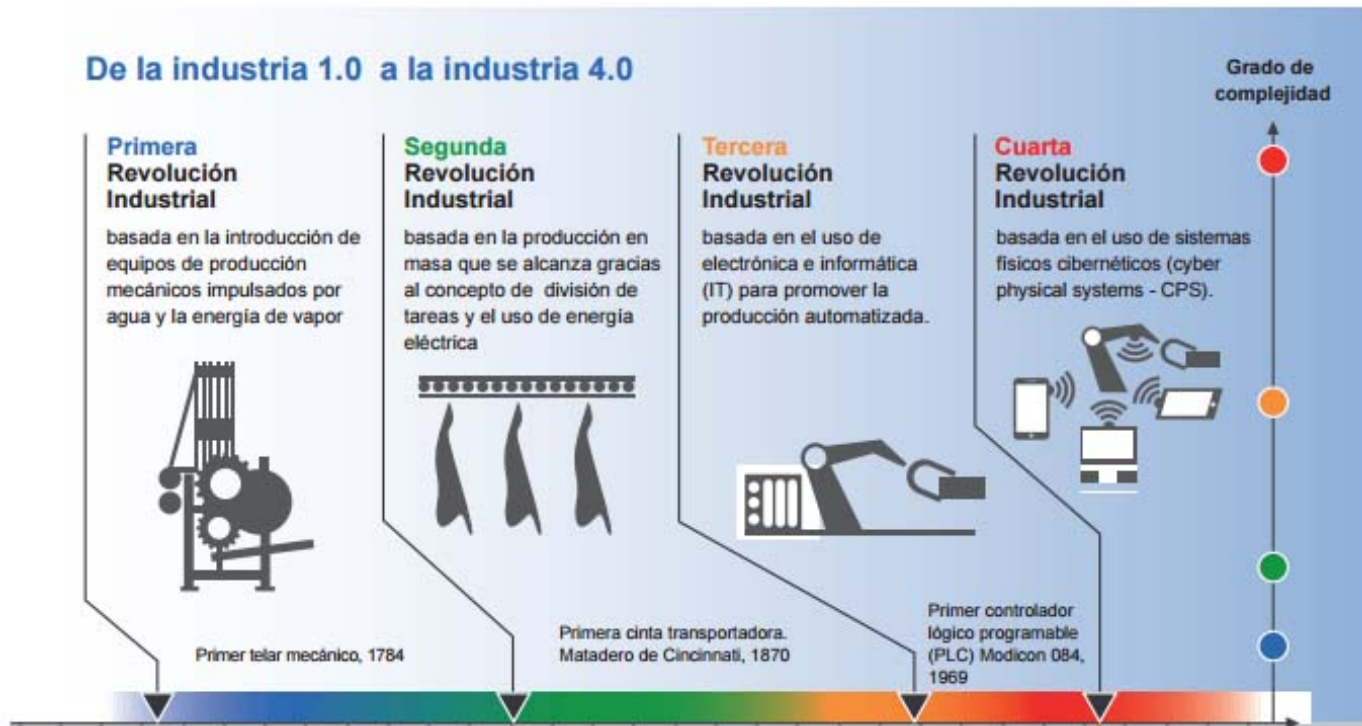 De la industria 1.0 a la industria 4.0
Grado de
complejidad
Primera
Revolución
Industrial
basada en la introducción de
equipos de producción
mecánicos impulsados por
agua y la energía de vapor
Segunda
Revolución
Industrial
basada en la producción en
masa que se alcanza gracias
al concepto de división de
tareas y el uso de energía
eléctrica
Tercera
Revolución
Industrial
basada en el uso de
electrónica e informática
(IT) para promover la
producción automatizada.
Cuarta
Revolución
Industrial
basada en el uso de sistemas
físicos cibernéticos (cyber
physical systems - CPS).
Primer telar mecánico, 1784
Primera cinta transportadora.
Matadero de Cincinnati, 1870
Primer controlador
lógico programable
(PLC) Modicon 084,
1969